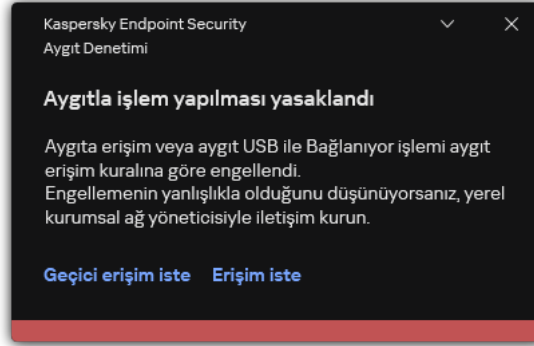 Kaspersky Endpoint Security
Aygıt Denetimi
Aygıtla işlem yapılması yasaklandı
Aygıta erişim veya aygıt USB ile Bağlanıyor işlemi aygıt
erişim kuralına göre engellendi.
Engellemenin yanlışlıkla olduğunu düşünüyorsanız, yerel
kurumsal ağ yöneticisiyle iletişim kurun.
Geçici erişim iste Erişim iste